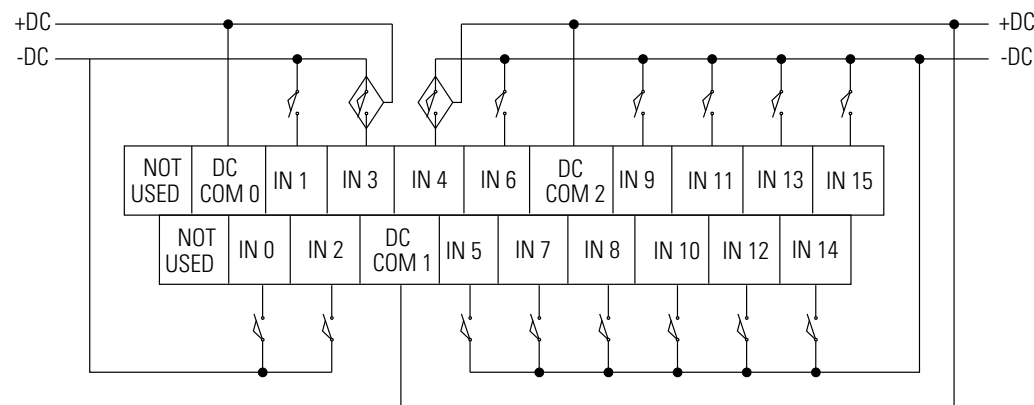 +DC
+DC
-DC
-DC
NOT
USED
DC
COM 0
IN 1
IN 3
IN 4
IN 6
DC
COM 2
IN 9
IN 11
IN 13
IN 15
NOT
USED
IN 0
IN 2
DC
COM 1
IN 5
IN 7
IN 8
IN 10
IN 12
IN 14